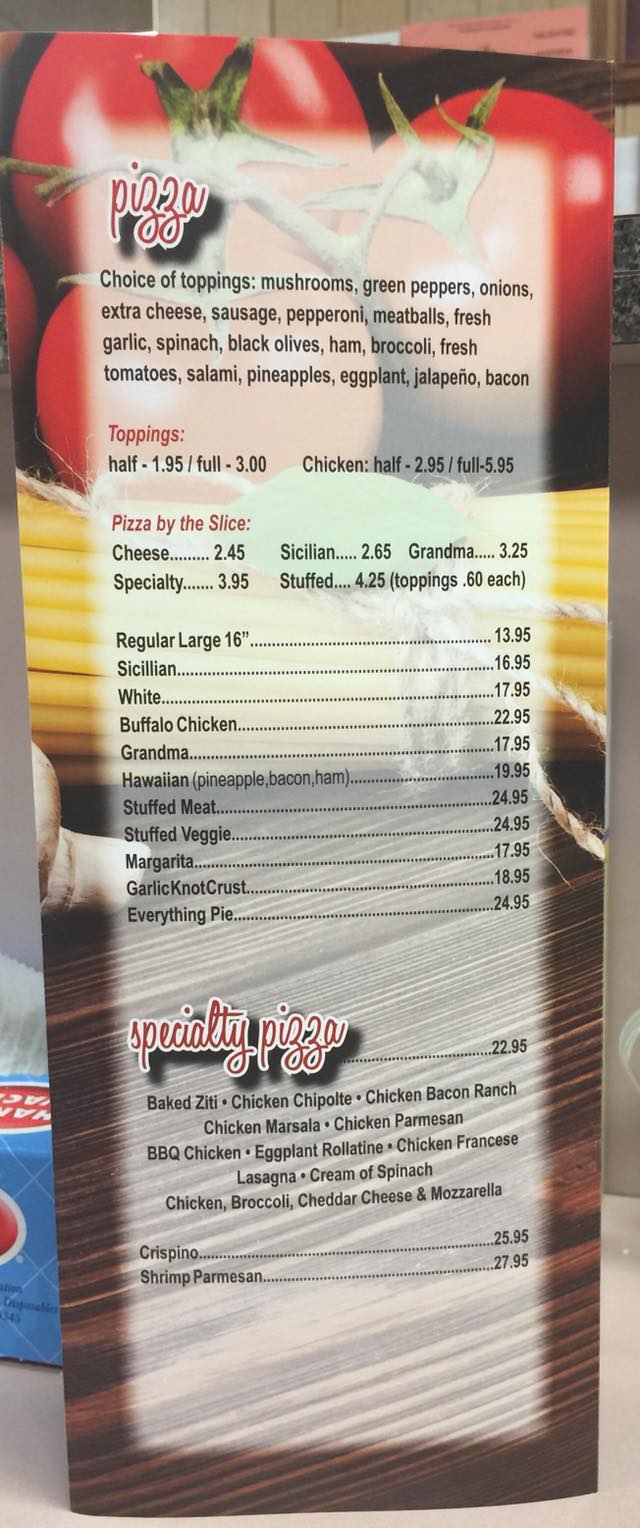 pizza
Choice of toppings: mushrooms, green peppers, onions,
extra cheese, sausage, pepperoni, meatballs, fresh
garlic, spinach, black olives, ham, broccoli, fresh
tomatoes, salami, pineapples, eggplant, jalapeño, bacon
Toppings:
half - 1.95 / full - 3.00 Chicken: half - 2.95 / full-5.95
Pizza by the Slice:
Cheese......... 2.45 Sicilian..... 2.65 Grandma..... 3.25
Specialty....... 3.95 Stuffed.... 4.25 (toppings .60 each)
Regular Large 16”........................................................ 13.95
Sicillian........................................................................16.95
White...........................................................................17.95
Buffalo Chicken...........................................................22.95
Grandma.....................................................................17.95
Hawaiian (pineapple,bacon,ham)................................19.95
Stuffed Meat................................................................24.95
Stuffed Veggie.............................................................24.95
Margarita.....................................................................17.95
GarlicKnotCrust...........................................................18.95
Everything Pie.............................................................24.95
specialty pizza..................................22.95
Baked Ziti • Chicken Chipolte • Chicken Bacon Ranch
Chicken Marsala • Chicken Parmesan
BBQ Chicken • Eggplant Rollatine • Chicken Francese
Lasagna • Cream of Spinach
Chicken, Broccoli, Cheddar Cheese & Mozzarella
Crispino.......................................................................25.95
Shrimp Parmesan.........................................................27.95